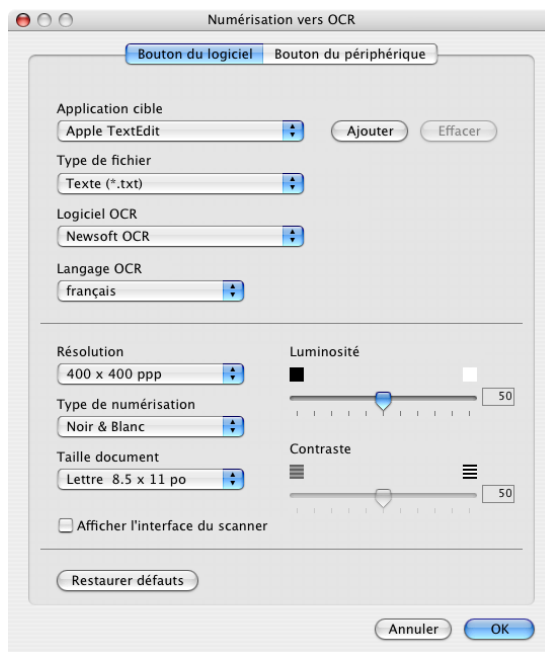 Numérisation vers OCR
Bouton du logiciel Bouton du périphérique
Application cible
Apple TextEdit Ajouter Effacer
Type de fichier
Texte (*.txt)
Logiciel OCR
Newsoft OCR
Langage OCR
français
Résolution
400 x 400 ppp
Type de numérisation
Noir & Blanc
Taille document
Lettre 8.5 x 11 po
Afficher l'interface du scanner
Luminosité
50
Contraste
50
Restaurer défauts
Annuler OK